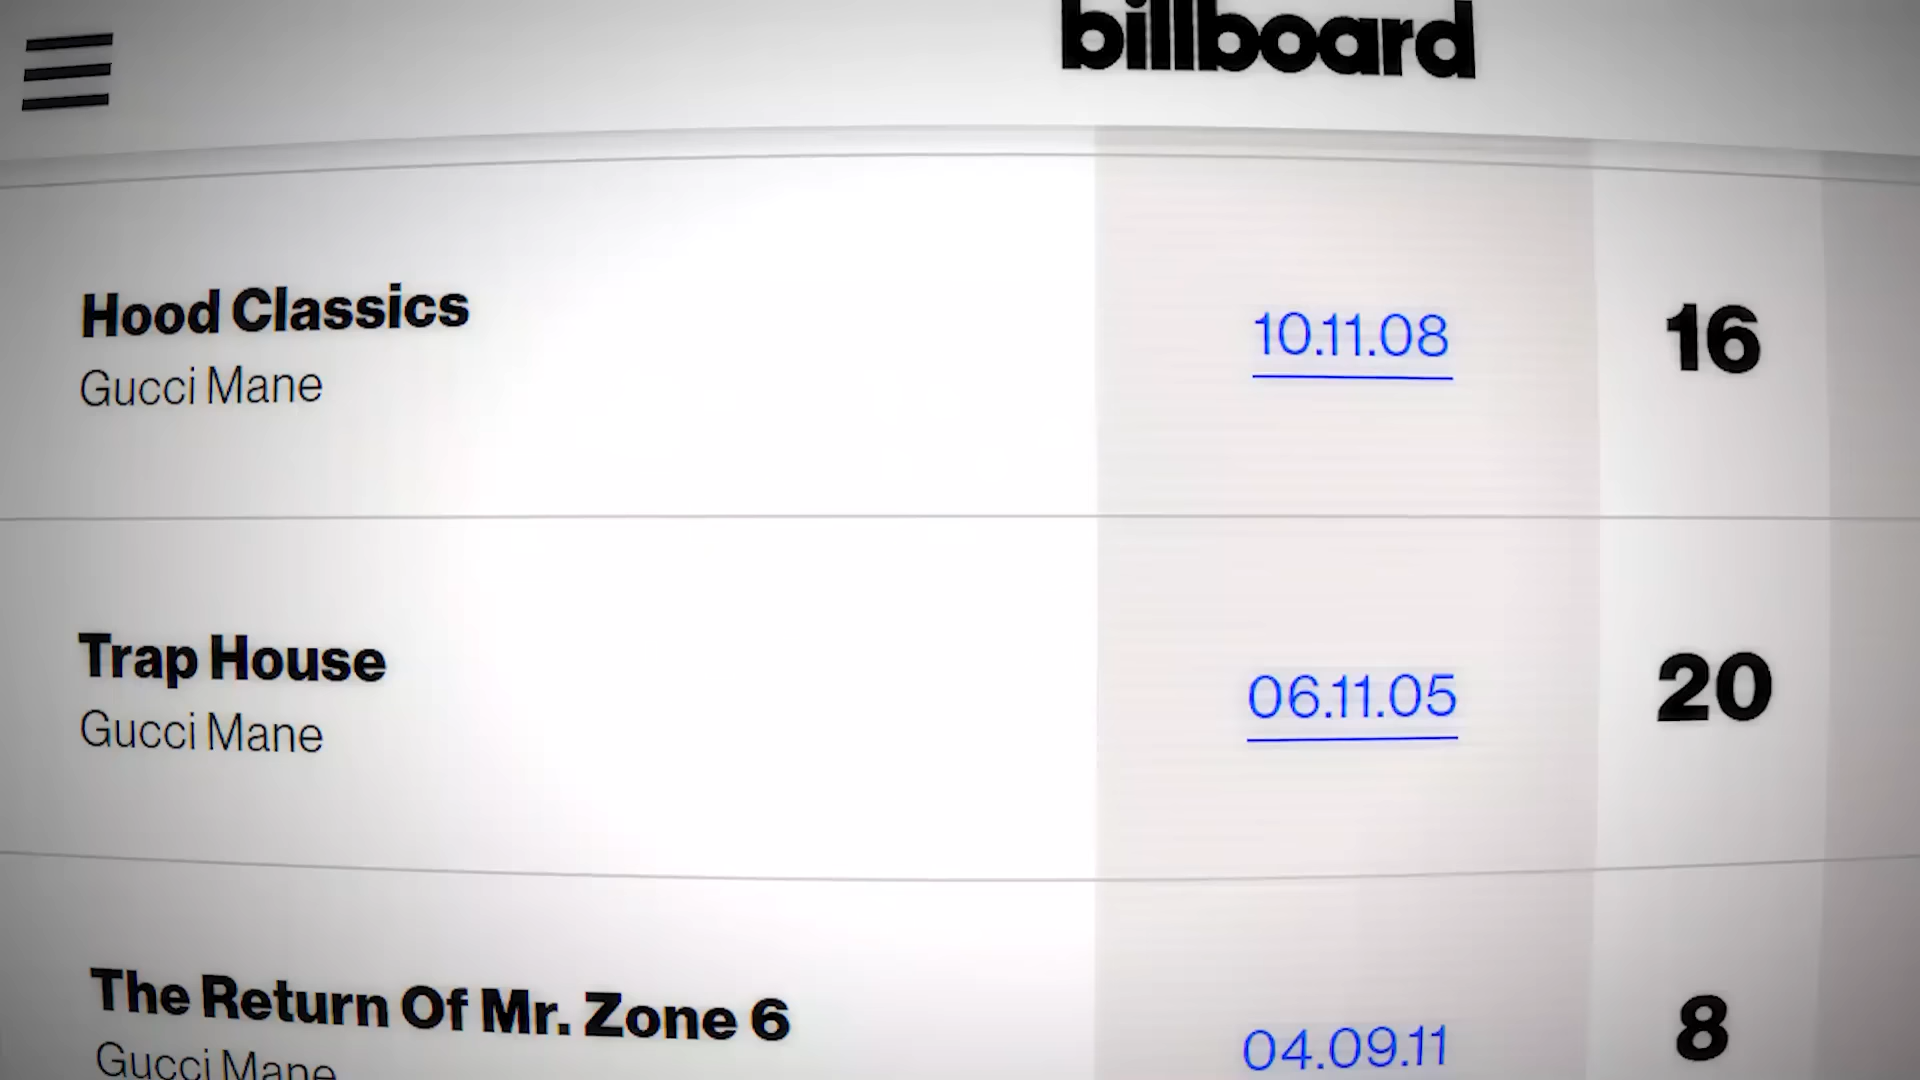 billboard
Hood Classics
Gucci Mane
10.11.08
16
Trap House
Gucci Mane
06.11.05
20
The Return Of Mr. Zone 6
Gucci Mane
04.09.11
8